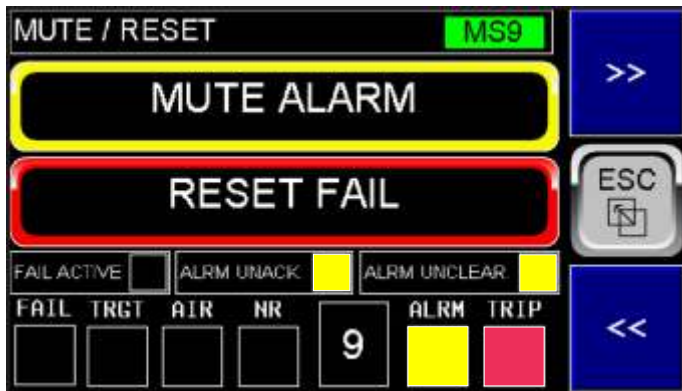 MUTE / RESET MS9
>>
MUTE ALARM
ESC
RESET FAIL
FAIL ACTIVE ALRM UNACK ALRM UNCLEAR
FAIL TRGT AIR NR ALRM TRIP
9
<<